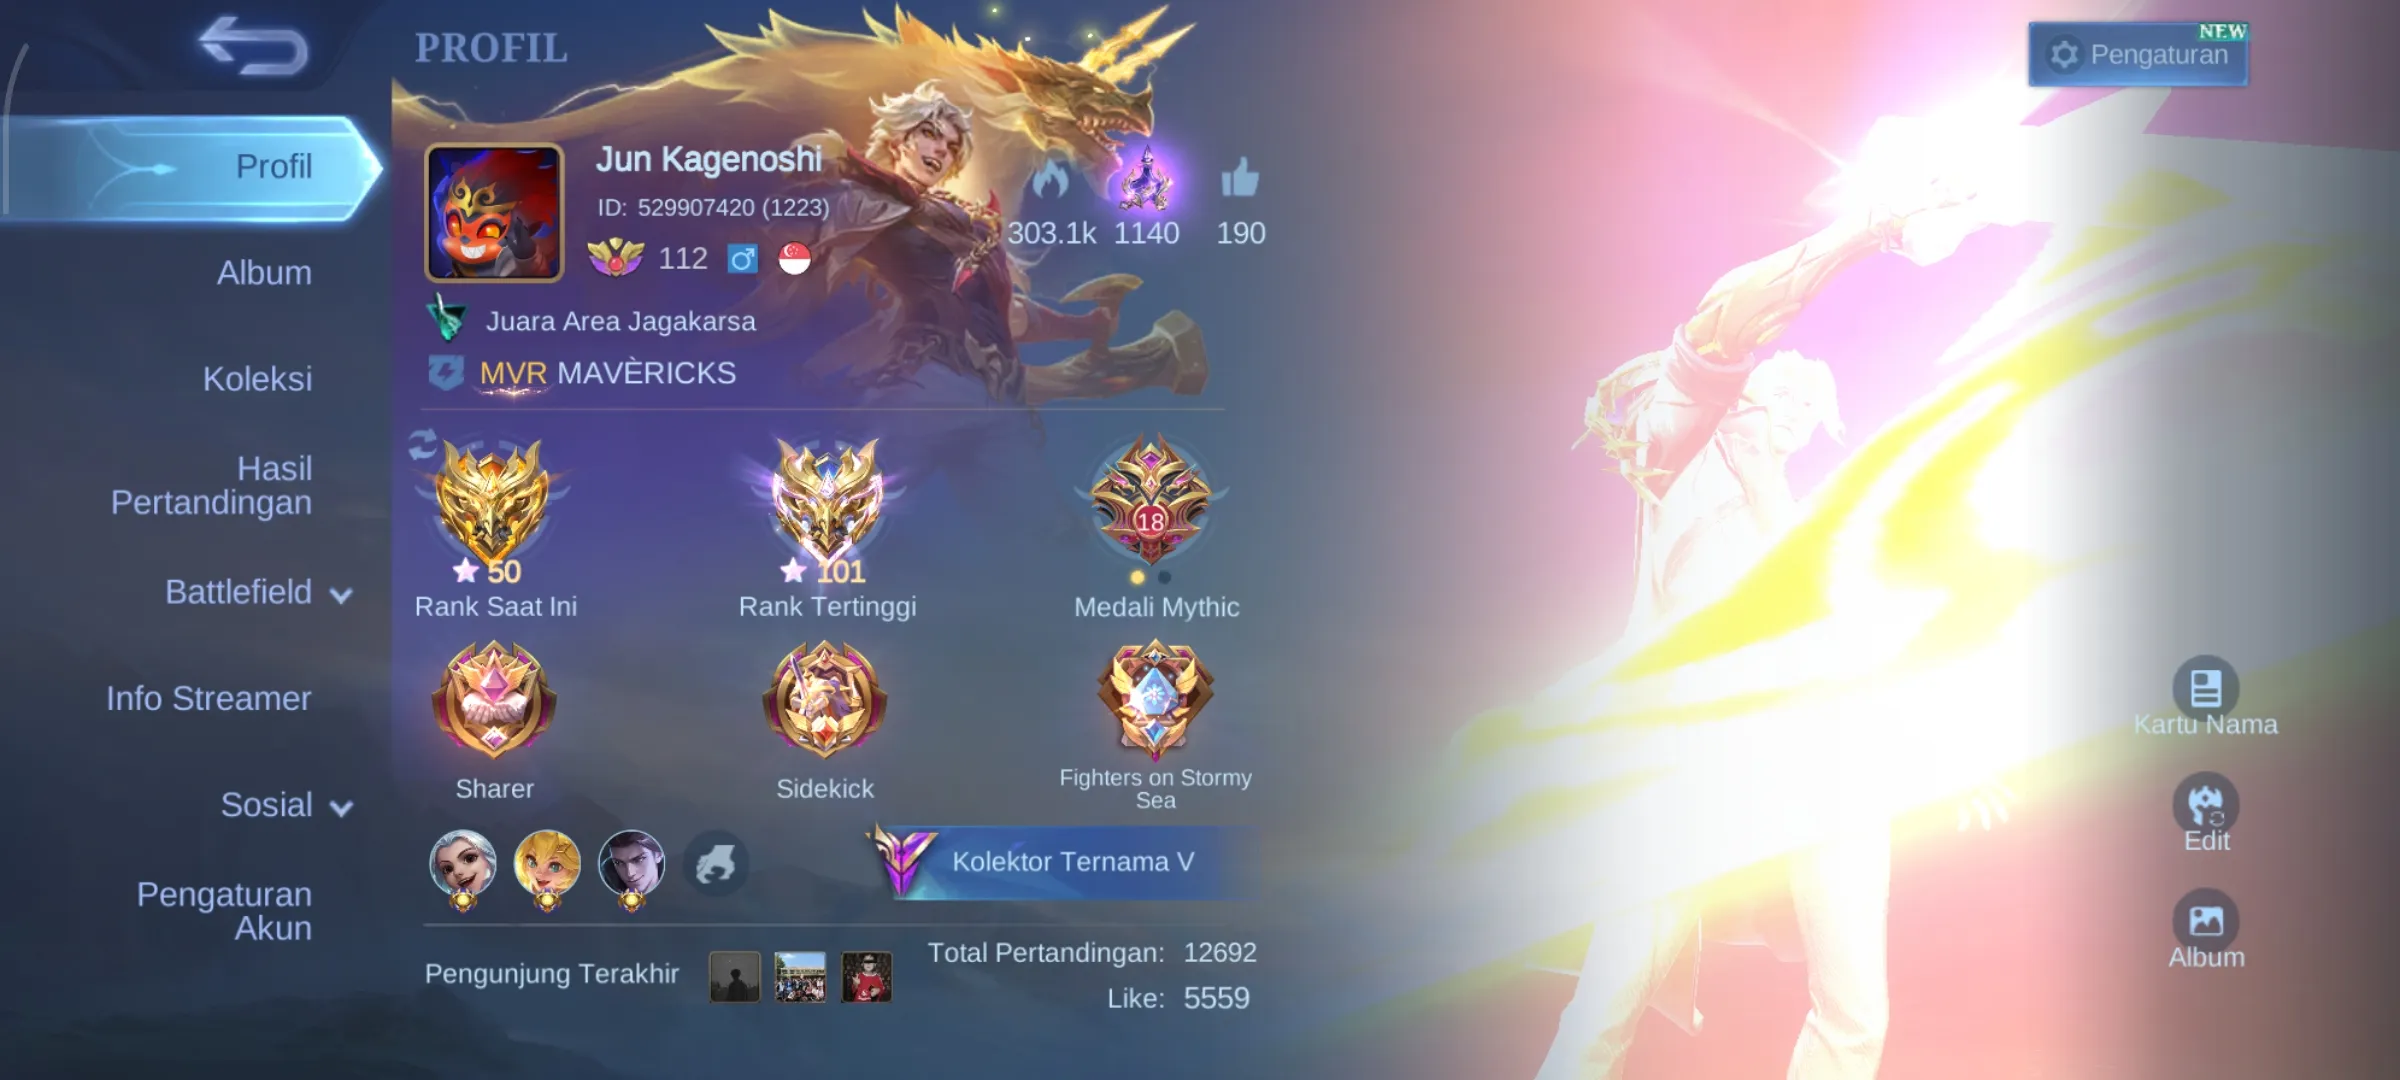 PROFIL
Pengaturan
NEW
Profil
Album
Koleksi
Hasil
Pertandingan
Battlefield
Info Streamer
Sosial
Pengaturan
Akun
Jun Kagenoshi
ID: 529907420 (1223)
112
303.1k 1140 190
Juara Area Jagakarsa
MVR MAVÈRICKS
50
Rank Saat Ini
101
Rank Tertinggi
18
Medali Mythic
Sharer
Sidekick
Fighters on Stormy
Sea
Kolektor Ternama V
Pengunjung Terakhir
Total Pertandingan: 12692
Like: 5559
Kartu Nama
Edit
Album